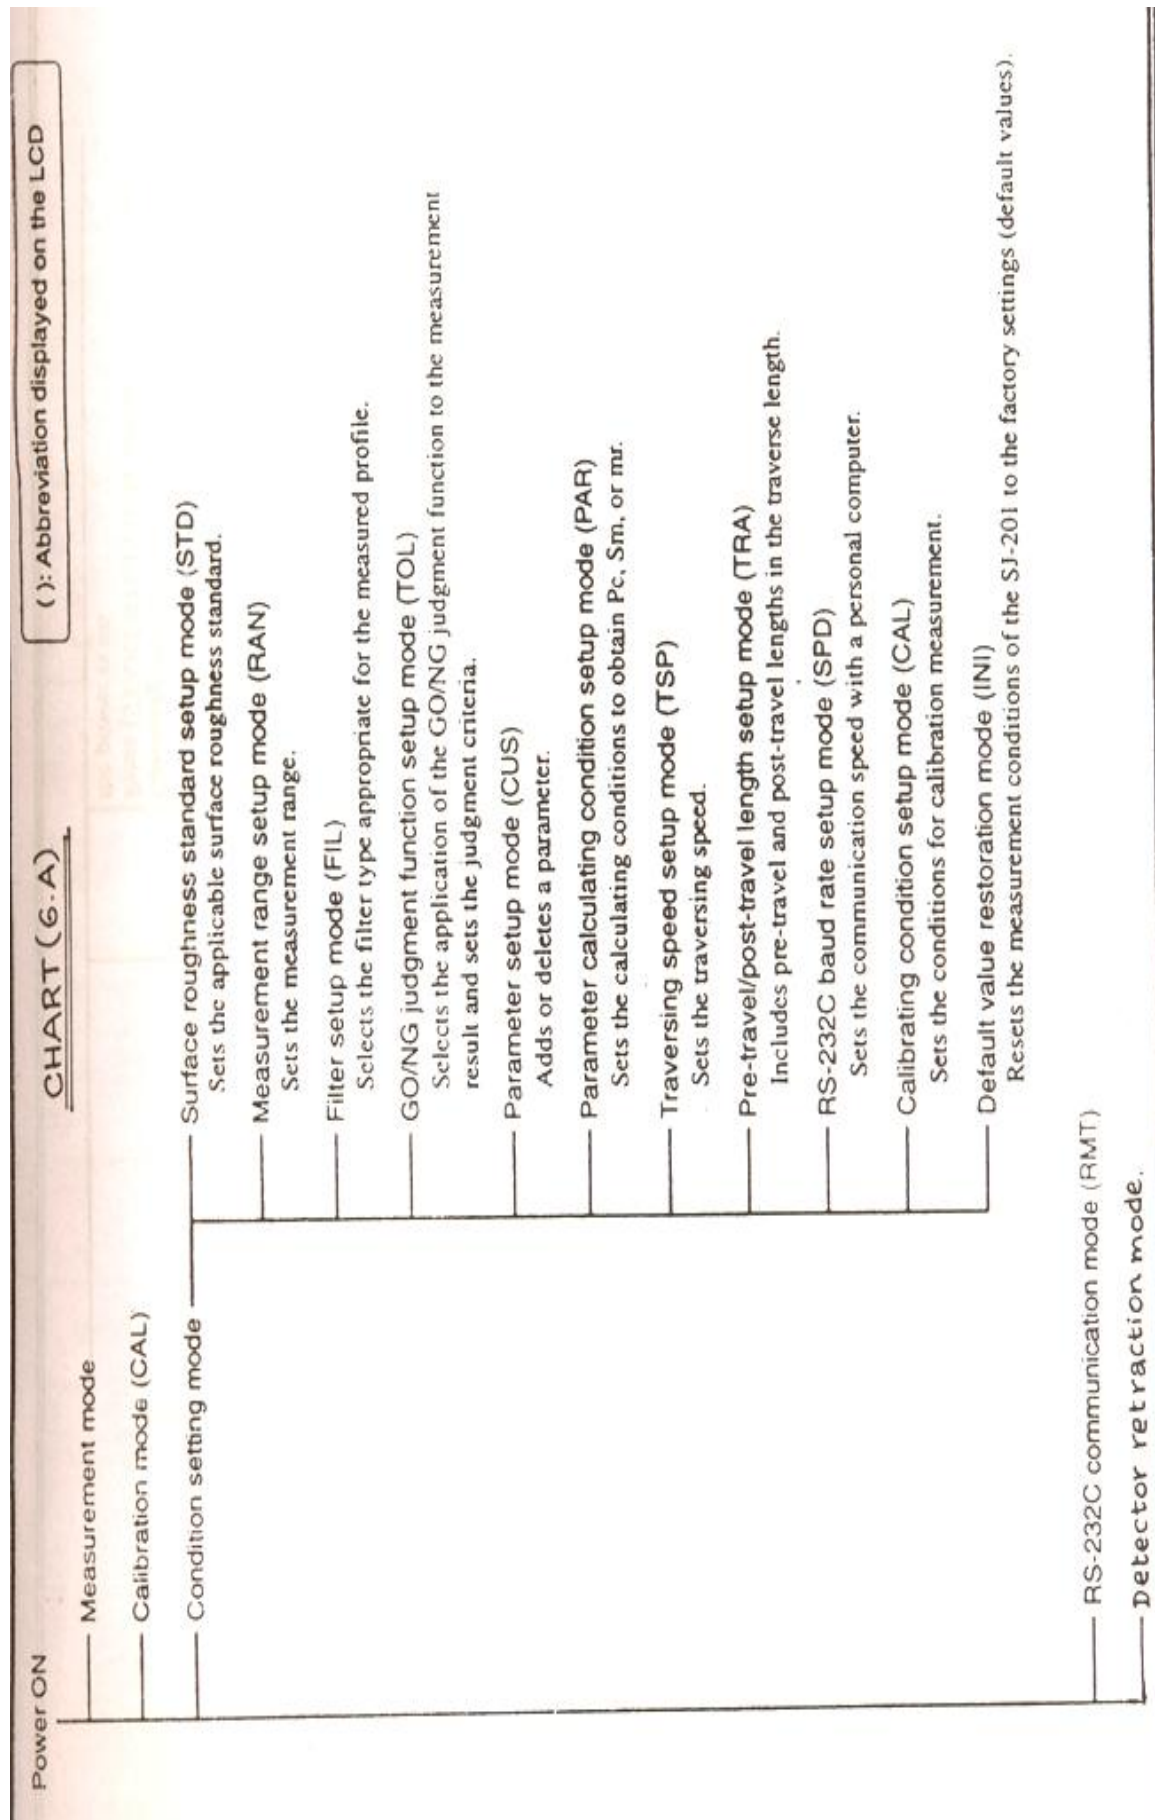 CHART (6.A)
( ): Abbreviation displayed on the LCD
Power ON
Measurement mode
Calibration mode (CAL)
Condition setting mode
Surface roughness standard setup mode (STD)
Sets the applicable surface roughness standard.
Measurement range setup mode (RAN)
Sets the measurement range.
Filter setup mode (FIL)
Selects the filter type appropriate for the measured profile.
GO/NG judgment function setup mode (TOL)
Selects the application of the GO/NG judgment function to the measurement
result and sets the judgment criteria.
Parameter setup mode (CUS)
Adds or deletes a parameter.
Parameter calculating condition setup mode (PAR)
Sets the calculating conditions to obtain Pc, Sm, or mr.
Traversing speed setup mode (TSP)
Sets the traversing speed.
Pre-travel/post-travel length setup mode (TRA)
Includes pre-travel and post-travel lengths in the traverse length.
RS-232C baud rate setup mode (SPD)
Sets the communication speed with a personal computer.
Calibrating condition setup mode (CAL)
Sets the conditions for calibration measurement.
Default value restoration mode (INI)
Resets the measurement conditions of the SJ-201 to the factory settings (default values).
RS-232C communication mode (RMT)
Detector retraction mode.